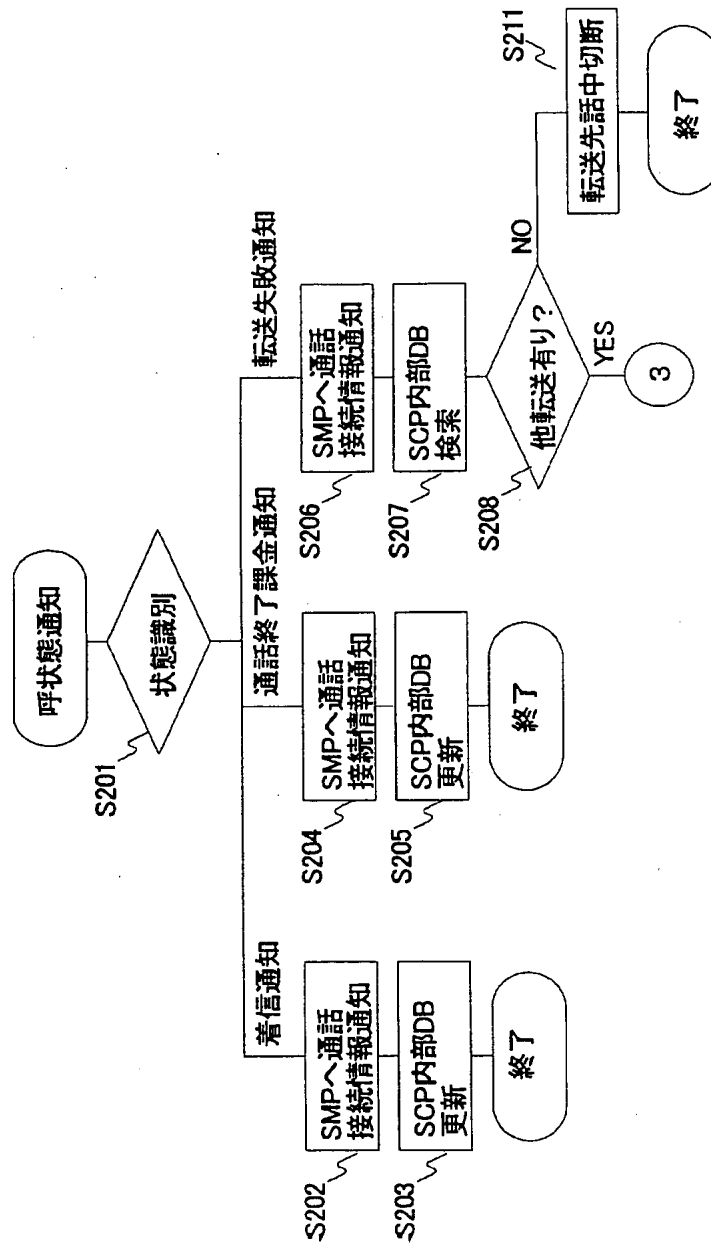 呼状態通知
状態識別
S201
着信通知
SMPへ通話
接続情報通知
S202
SCP内部DB
更新
S203
終了
通話終了課金通知
SMPへ通話
接続情報通知
S204
SCP内部DB
更新
S205
終了
転送失敗通知
SMPへ通話
接続情報通知
S206
SCP内部DB
検索
S207
他転送有り？
S208
YES
3
NO
S211
転送先話中切断
終了